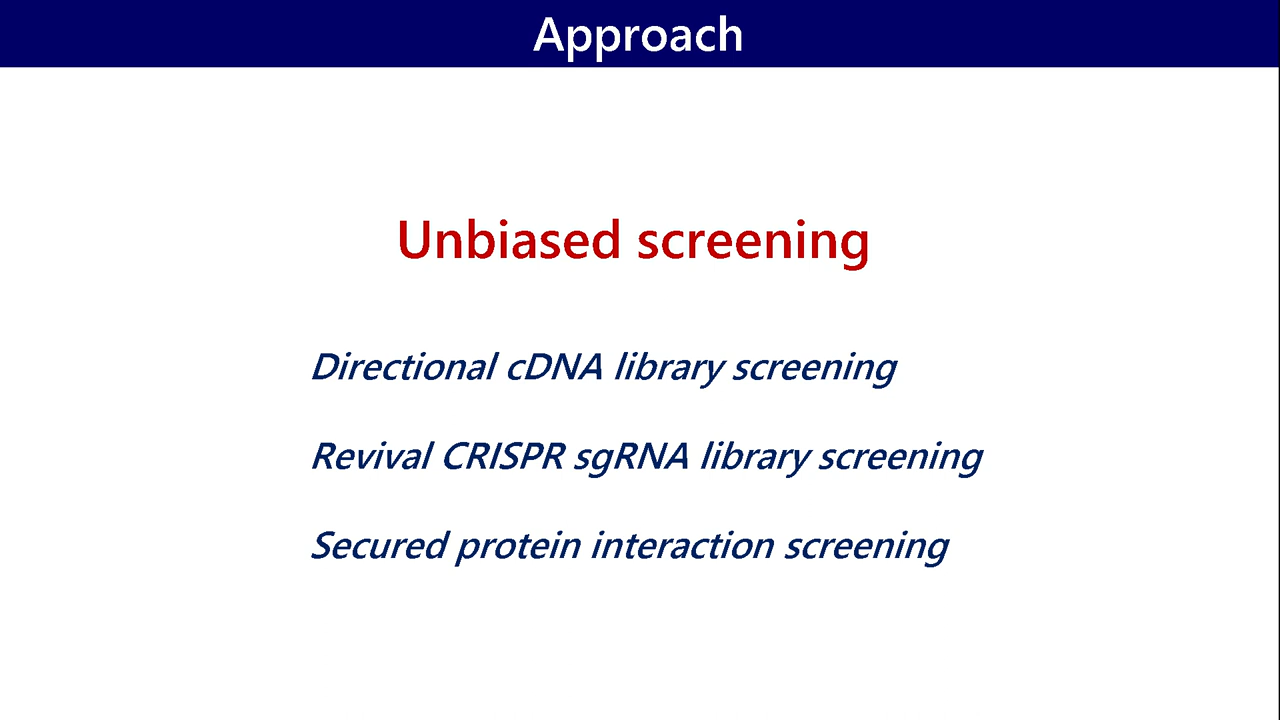 Approach
Unbiased screening
Directional cDNA library screening
Revival CRISPR sgRNA library screening
Secured protein interaction screening